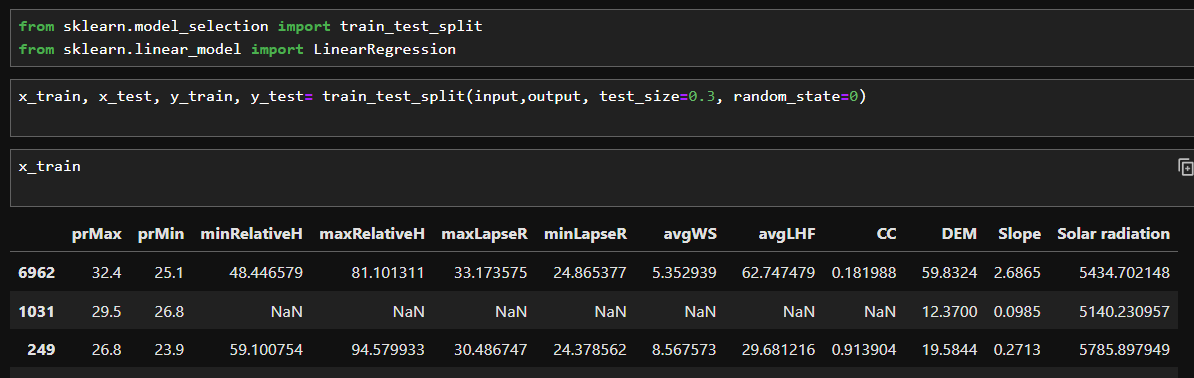 from sklearn.model_selection import train_test_split
from sklearn.linear_model import LinearRegression
x_train, x_test, y_train, y_test= train_test_split(input,output, test_size=0.3, random_state=0)
x_train
prMax prMin minRelativeH maxRelativeH maxLapseR minLapseR avgWS avgLHF CC DEM Slope Solar radiation
6962 32.4 25.1 48.446579 81.101311 33.173575 24.865377 5.352939 62.747479 0.181988 59.8324 2.6865 5434.702148
1031 29.5 26.8 NaN NaN NaN NaN NaN NaN NaN 12.3700 0.0985 5140.230957
249 26.8 23.9 59.100754 94.579933 30.486747 24.378562 8.567573 29.681216 0.913904 19.5844 0.2713 5785.897949